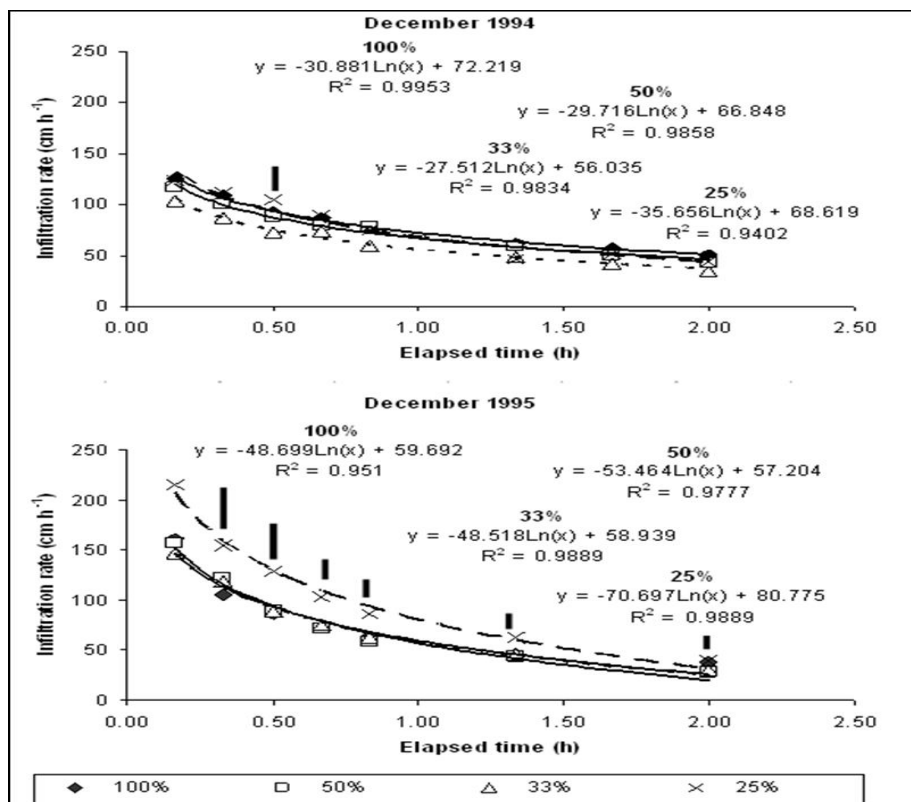 December 1994
250
200
150
100
50
0
Infiltration rate (cm h⁻¹)
100%
y = -30.881Ln(x) + 72.219
R² = 0.9953
50%
y = -29.716Ln(x) + 66.848
R² = 0.9858
33%
y = -27.512Ln(x) + 56.035
R² = 0.9834
25%
y = -35.656Ln(x) + 68.619
R² = 0.9402
0.00 0.50 1.00 1.50 2.00 2.50
Elapsed time (h)
December 1995
250
200
150
100
50
0
Infiltration rate (cm h⁻¹)
100%
y = -48.699Ln(x) + 59.692
R² = 0.951
50%
y = -53.464Ln(x) + 57.204
R² = 0.9777
33%
y = -48.518Ln(x) + 58.939
R² = 0.9889
25%
y = -70.697Ln(x) + 80.775
R² = 0.9889
0.00 0.50 1.00 1.50 2.00 2.50
Elapsed time (h)
100% 50% 33% 25%